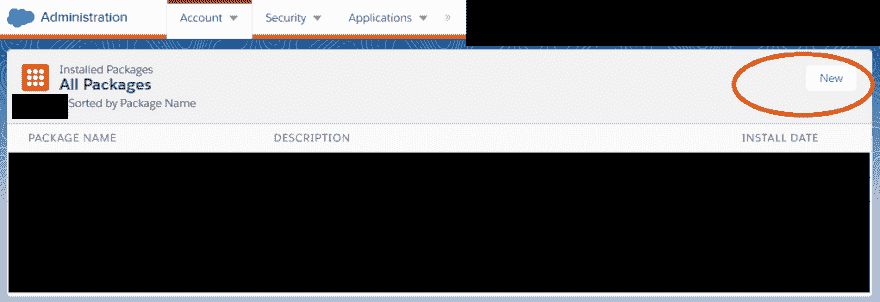 Administration Account Security Applications »
Installed Packages
All Packages
Sorted by Package Name
New
PACKAGE NAME DESCRIPTION INSTALL DATE